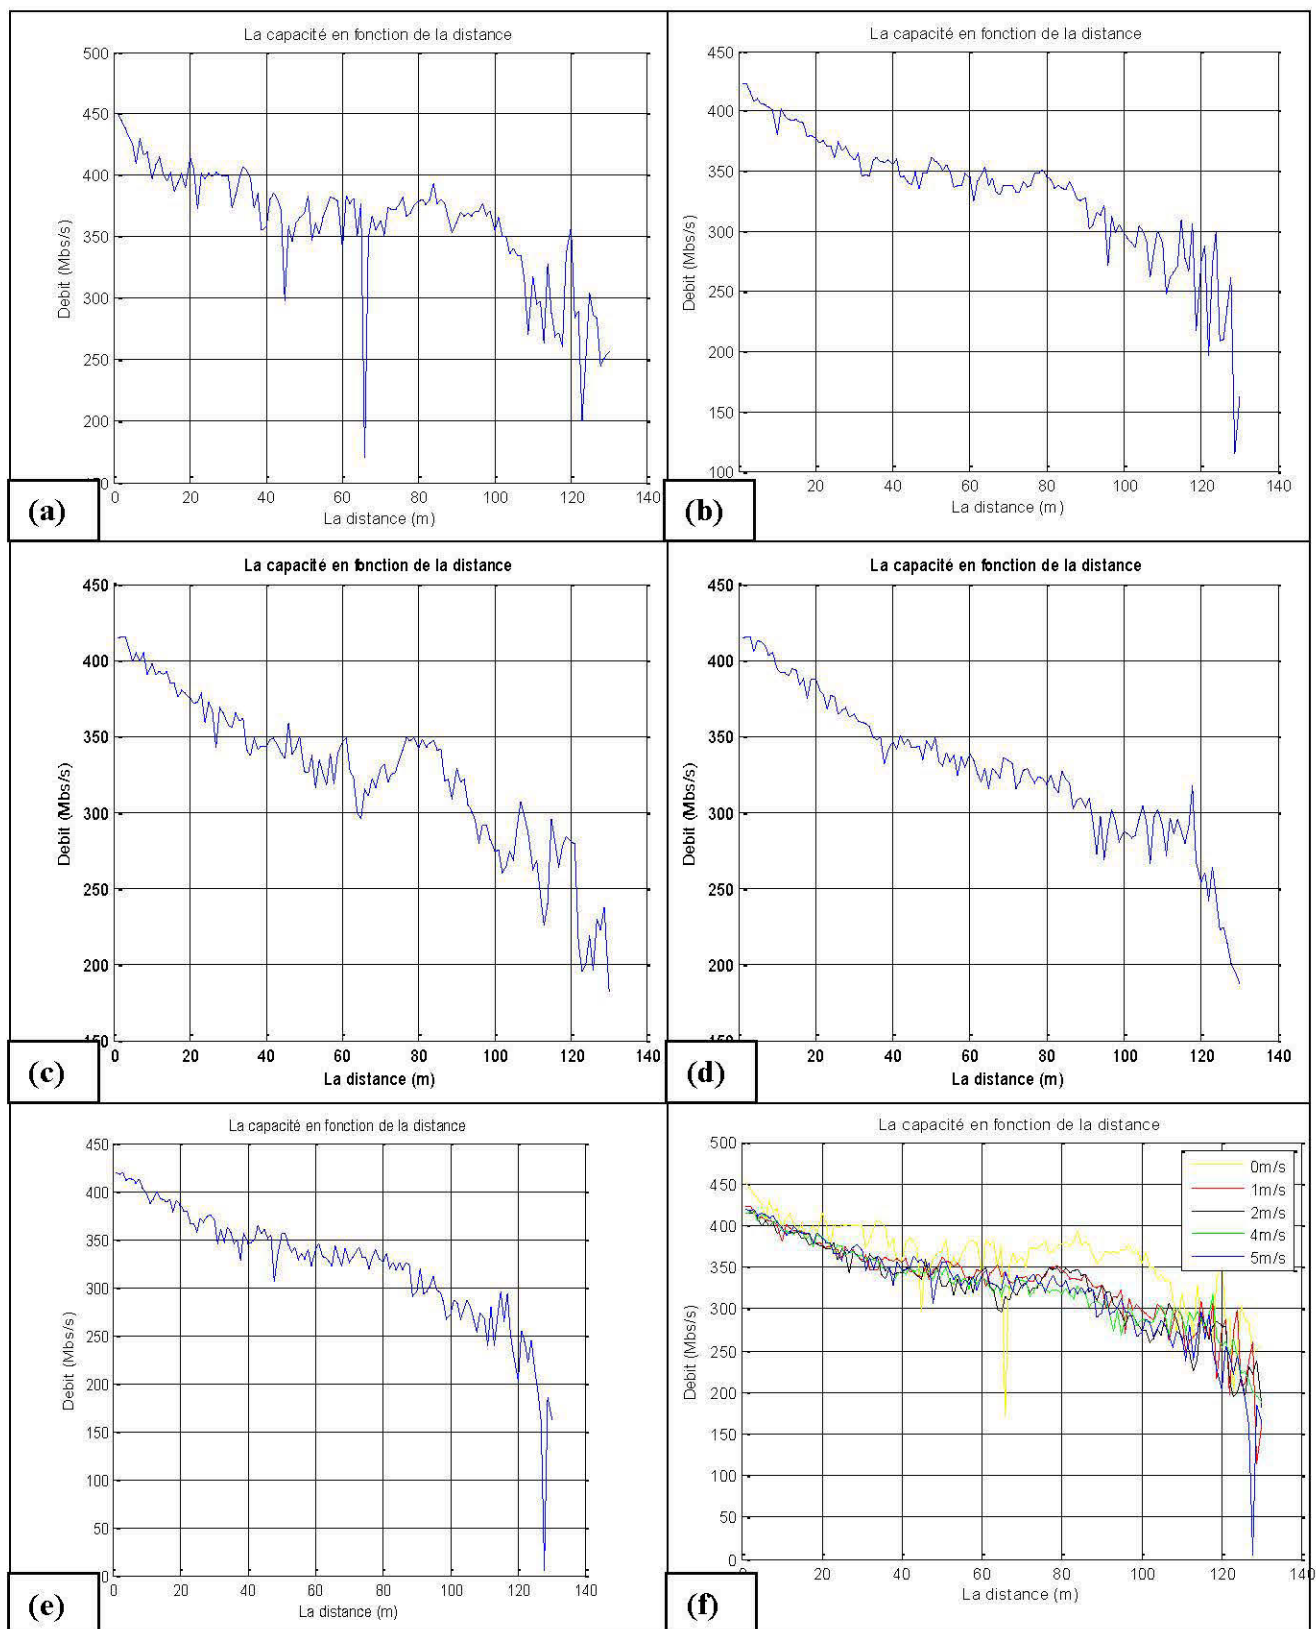 La capacité en fonction de la distance
500
450
400
350
300
250
200
0 20 40 60 80 100 120 140
Debit (Mbs/s)
La distance (m)
(a)
La capacité en fonction de la distance
450
400
350
300
250
200
150
100
20 40 60 80 100 120 140
Debit (Mbs/s)
La distance (m)
(b)
La capacité en fonction de la distance
450
400
350
300
250
200
0 20 40 60 80 100 120 140
Debit (Mbs/s)
La distance (m)
(c)
La capacité en fonction de la distance
450
400
350
300
250
200
150
20 40 60 80 100 120 140
Debit (Mbs/s)
La distance (m)
(d)
La capacité en fonction de la distance
450
400
350
300
250
200
150
100
50
0
0 20 40 60 80 100 120 140
Debit (Mbs/s)
La distance (m)
(e)
La capacité en fonction de la distance
500
450
400
350
300
250
200
150
100
50
0
0 20 40 60 80 100 120 140
Debit (Mbs/s)
La distance (m)
0m/s
1m/s
2m/s
4m/s
5m/s
(f)